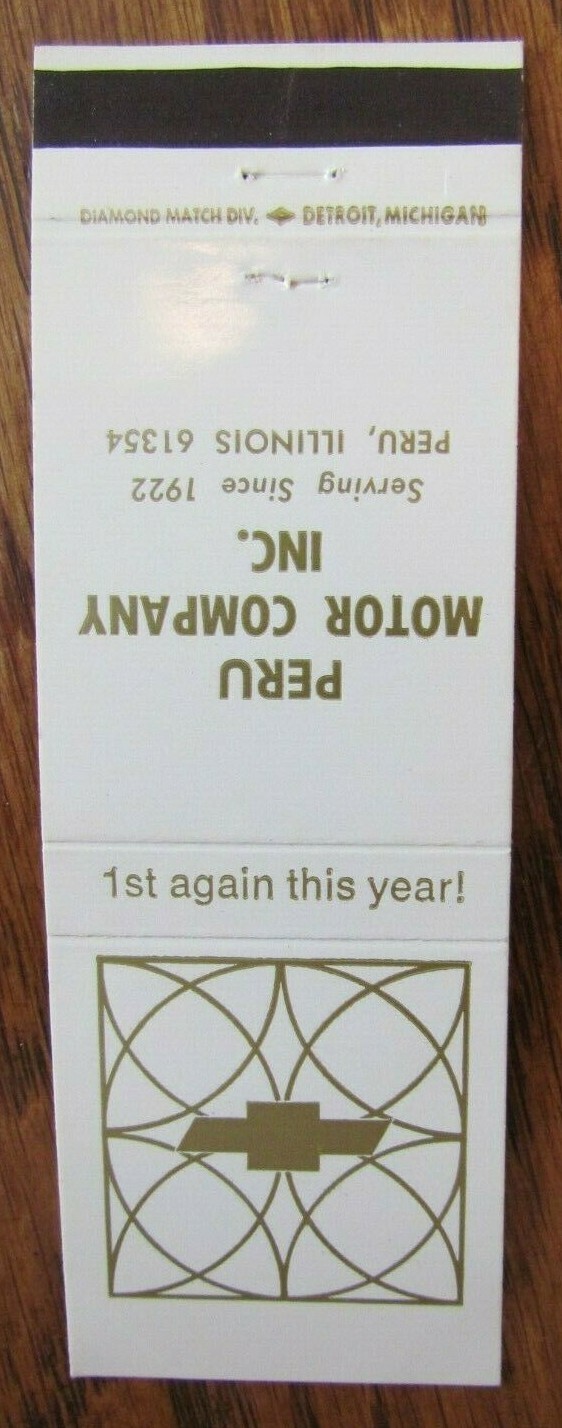 DIAMOND MATCH DIV. DETROIT, MICHIGAN
PERU
MOTOR COMPANY
INC.
Serving Since 1922
PERU, ILLINOIS 61354
1st again this year!